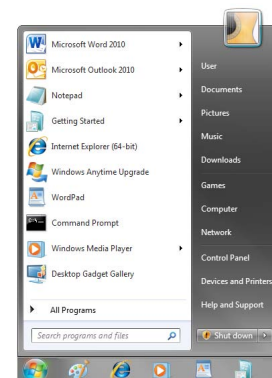 Microsoft Word 2010
Microsoft Outlook 2010
Notepad
Getting Started
Internet Explorer (64-bit)
Windows Anytime Upgrade
WordPad
Command Prompt
Windows Media Player
Desktop Gadget Gallery
All Programs
Search programs and files
User
Documents
Pictures
Music
Downloads
Games
Computer
Network
Control Panel
Devices and Printers
Help and Support
Shut down